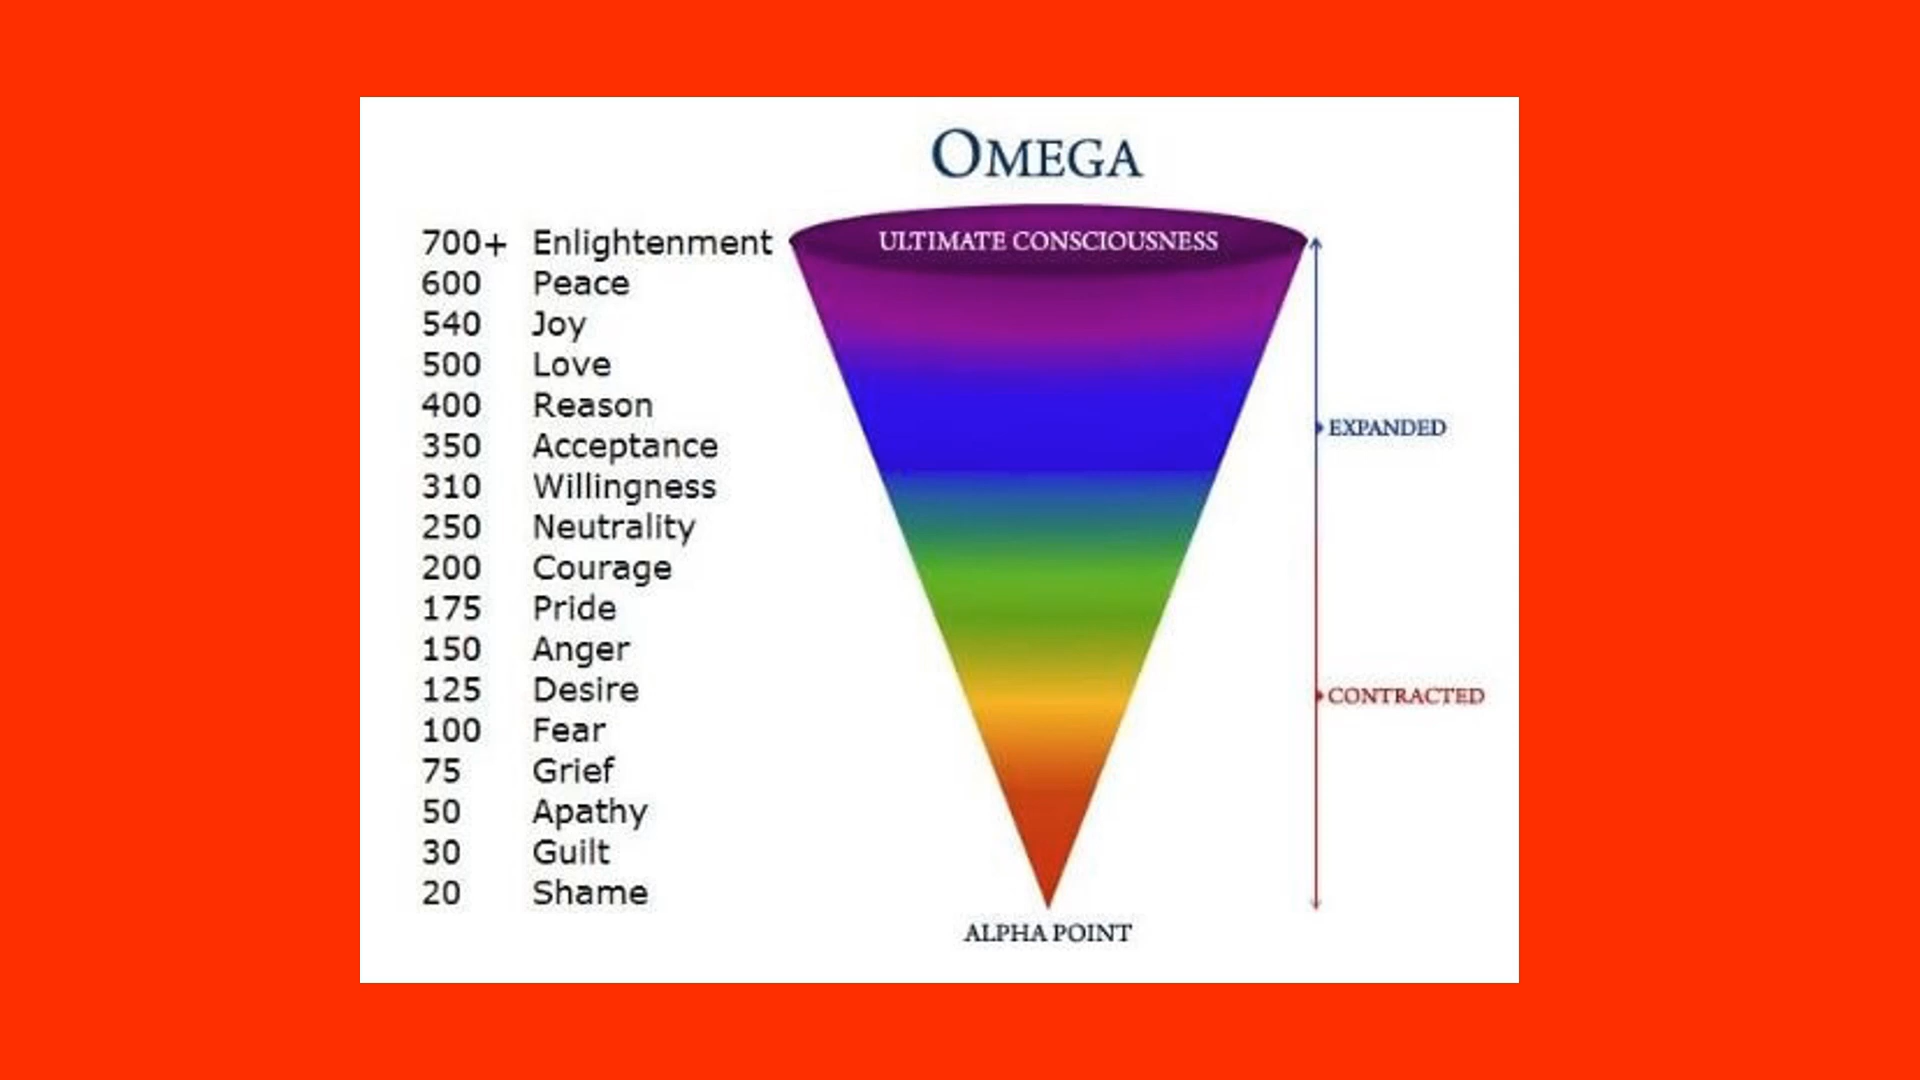 OMEGA
ULTIMATE CONSCIOUSNESS
700+ Enlightenment
600 Peace
540 Joy
500 Love
400 Reason
350 Acceptance
310 Willingness
250 Neutrality
200 Courage
175 Pride
150 Anger
125 Desire
100 Fear
75 Grief
50 Apathy
30 Guilt
20 Shame
EXPANDED
CONTRACTED
ALPHA POINT